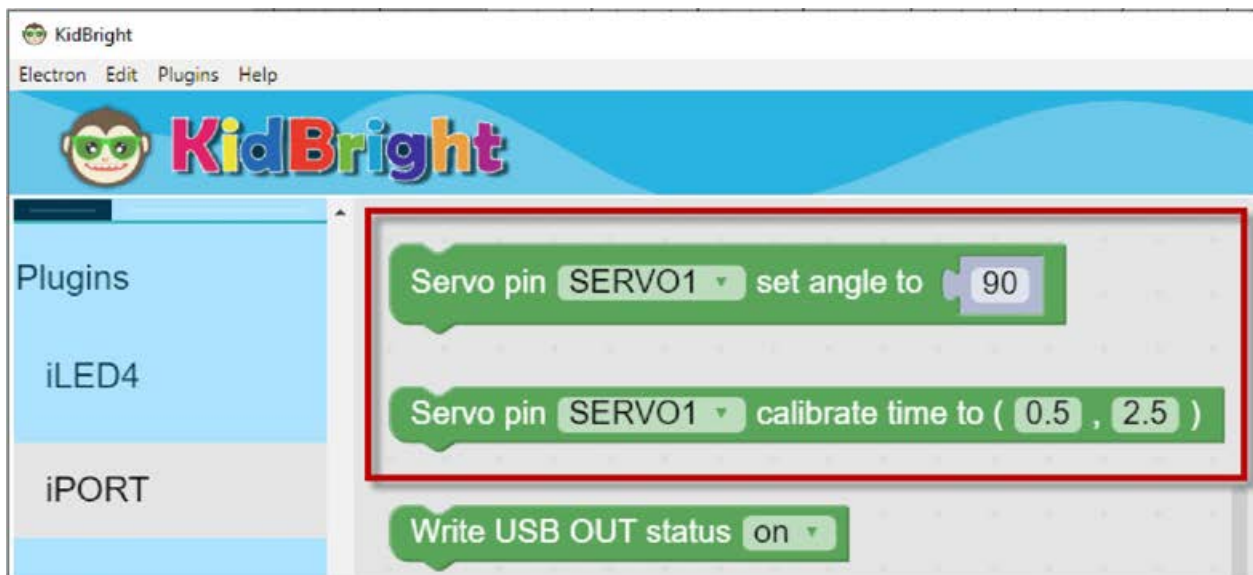 KidBright
Electron Edit Plugins Help
KidBright
Plugins
iLED4
iPORT
Servo pin SERVO1 set angle to 90
Servo pin SERVO1 calibrate time to ( 0.5 , 2.5 )
Write USB OUT status on